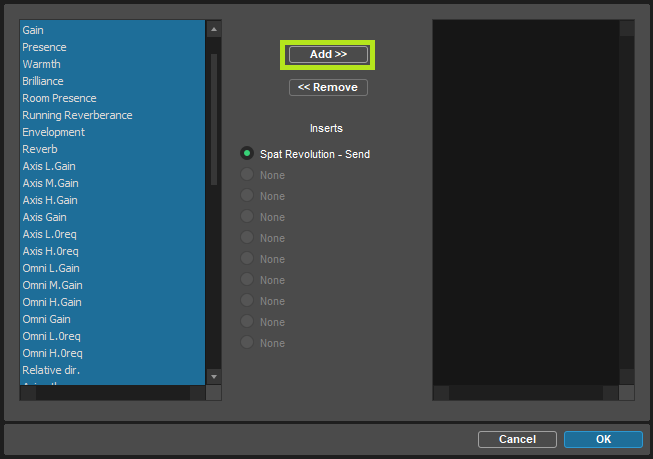 Gain
Presence
Warmth
Brilliance
Room Presence
Running Reverberance
Envelopment
Reverb
Axis L.Gain
Axis M.Gain
Axis H.Gain
Axis Gain
Axis L.0req
Axis H.0req
Omni L.Gain
Omni M.Gain
Omni H.Gain
Omni Gain
Omni L.0req
Omni H.0req
Relative dir.
Add >>
<< Remove
Inserts
Spat Revolution - Send
None
None
None
None
None
None
None
None
None
Cancel
OK